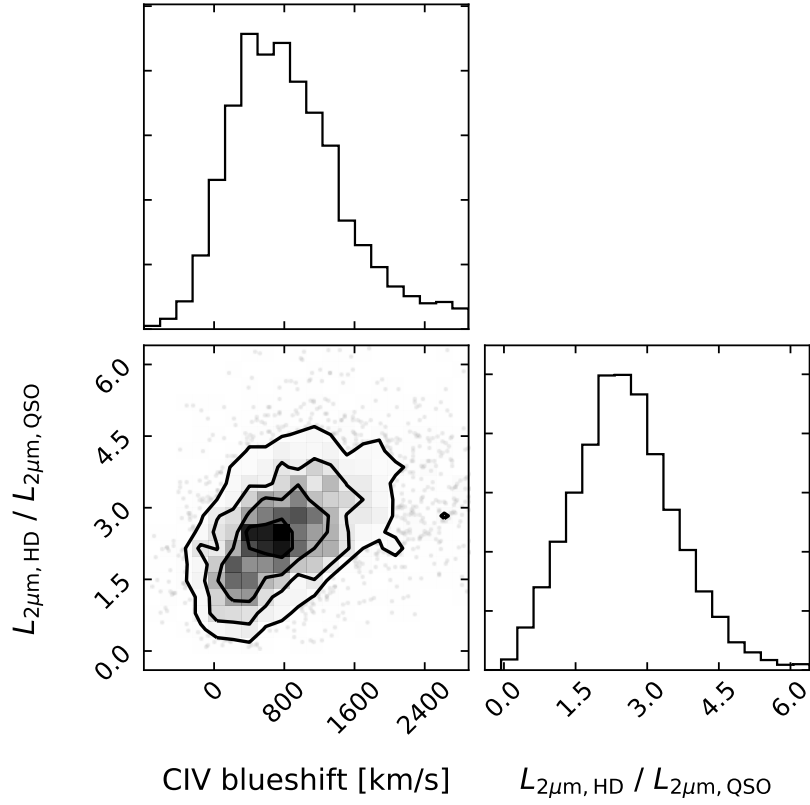 6.0
4.5
3.0
1.5
0.0
L2μm, HD / L2μm, QSO
0 800 1600 2400
0.0 1.5 3.0 4.5 6.0
CIV blueshift [km/s]
L2μm, HD / L2μm, QSO